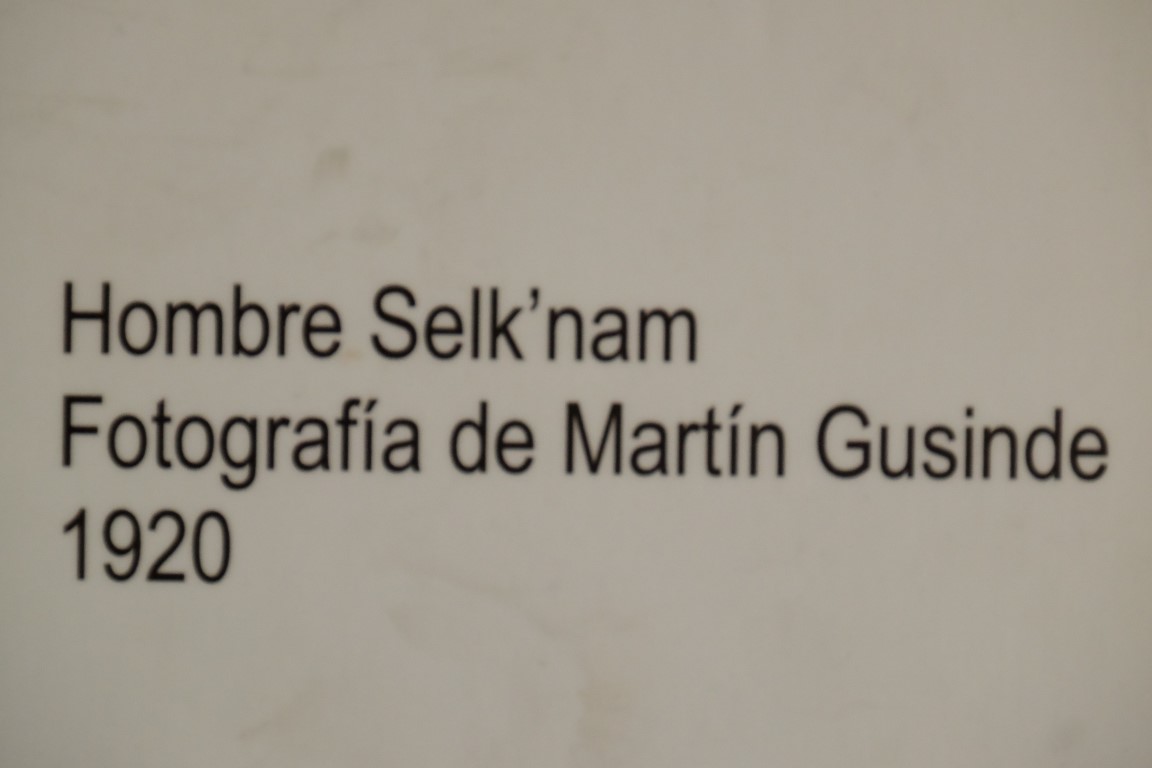 Hombre Selk’nam
Fotografía de Martín Gusinde
1920